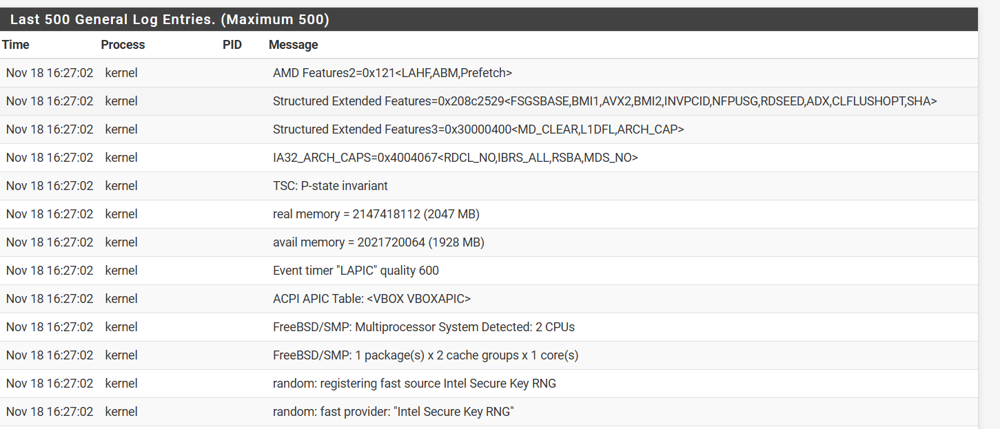 Last 500 General Log Entries. (Maximum 500)
Time Process PID Message
Nov 18 16:27:02 kernel AMD Features2=0x121<LAHF,ABM,Prefetch>
Nov 18 16:27:02 kernel Structured Extended Features=0x208c2529<FSGSBASE,BMI1,AVX2,BMI2,INVPCID,NFPUSG,RDSEED,ADX,CLFLUSHOPT,SHA>
Nov 18 16:27:02 kernel Structured Extended Features3=0x30000400<MD_CLEAR,L1DFL,ARCH_CAP>
Nov 18 16:27:02 kernel IA32_ARCH_CAPS=0x4004067<RDCL_NO,IBRS_ALL,RSBA,MDS_NO>
Nov 18 16:27:02 kernel TSC: P-state invariant
Nov 18 16:27:02 kernel real memory = 2147418112 (2047 MB)
Nov 18 16:27:02 kernel avail memory = 2021720064 (1928 MB)
Nov 18 16:27:02 kernel Event timer "LAPIC" quality 600
Nov 18 16:27:02 kernel ACPI APIC Table: <VBOX VBOXAPIC>
Nov 18 16:27:02 kernel FreeBSD/SMP: Multiprocessor System Detected: 2 CPUs
Nov 18 16:27:02 kernel FreeBSD/SMP: 1 package(s) x 2 cache groups x 1 core(s)
Nov 18 16:27:02 kernel random: registering fast source Intel Secure Key RNG
Nov 18 16:27:02 kernel random: fast provider: "Intel Secure Key RNG"